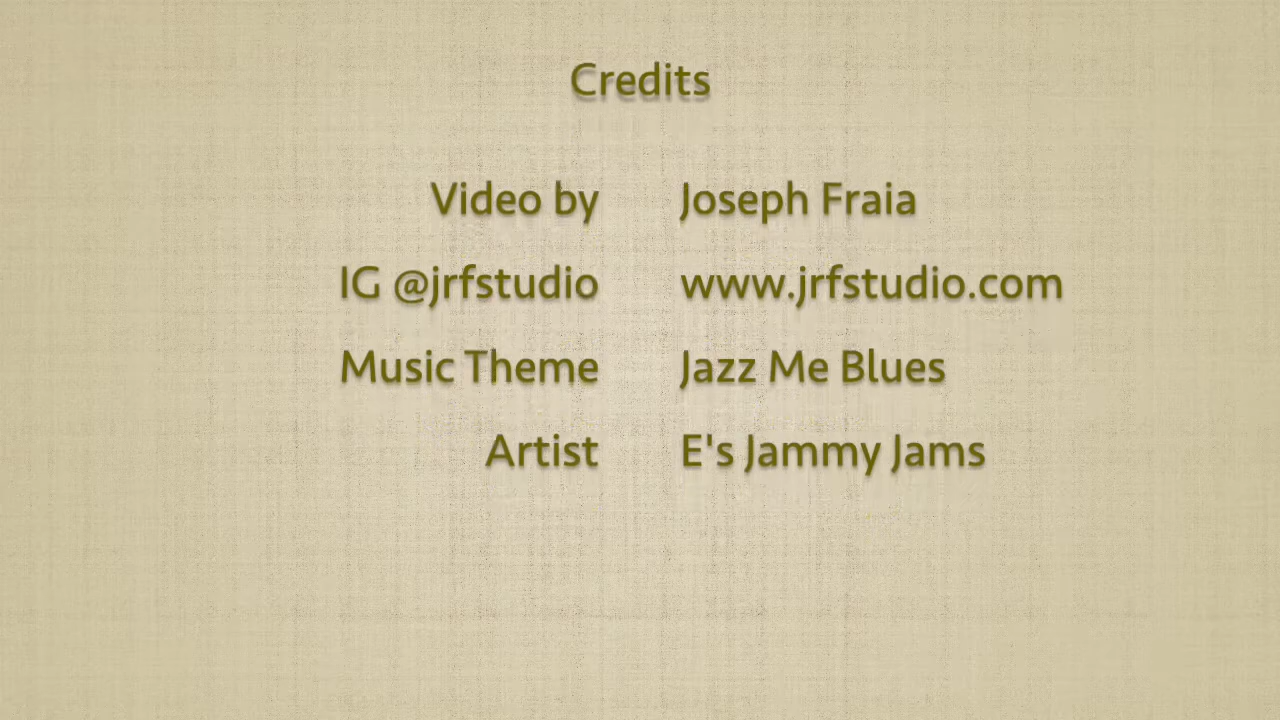 Credits
Video by Joseph Fraia
IG @jrfstudio www.jrfstudio.com
Music Theme Jazz Me Blues
Artist E's Jammy Jams